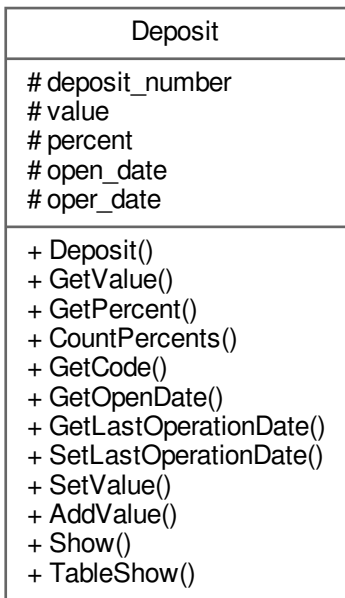 Deposit
# deposit_number
# value
# percent
# open_date
# oper_date
+ Deposit()
+ GetValue()
+ GetPercent()
+ CountPercents()
+ GetCode()
+ GetOpenDate()
+ GetLastOperationDate()
+ SetLastOperationDate()
+ SetValue()
+ AddValue()
+ Show()
+ TableShow()